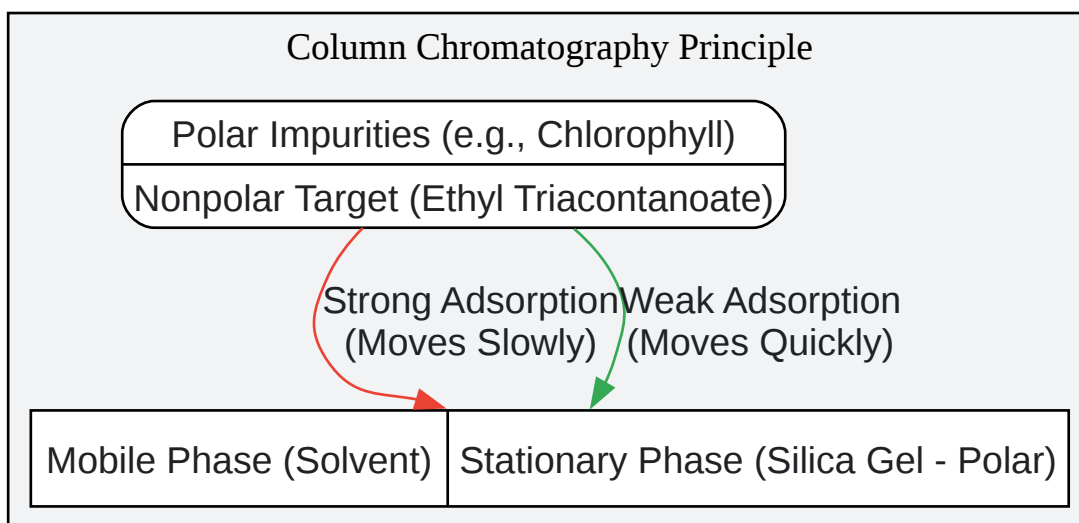 Column Chromatography Principle
Polar Impurities (e.g., Chlorophyll)
Nonpolar Target (Ethyl Triacontanoate)
Strong Adsorption
(Moves Slowly)
Weak Adsorption
(Moves Quickly)
Mobile Phase (Solvent)
Stationary Phase (Silica Gel - Polar)